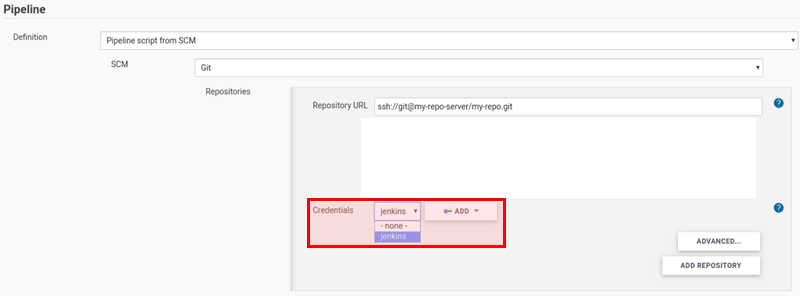 Pipeline
Definition
Pipeline script from SCM
SCM
Git
Repositories
Repository URL
ssh://git@my-repo-server/my-repo.git
?
Credentials
jenkins
ADD
?
- none -
jenkins
ADVANCED...
ADD REPOSITORY